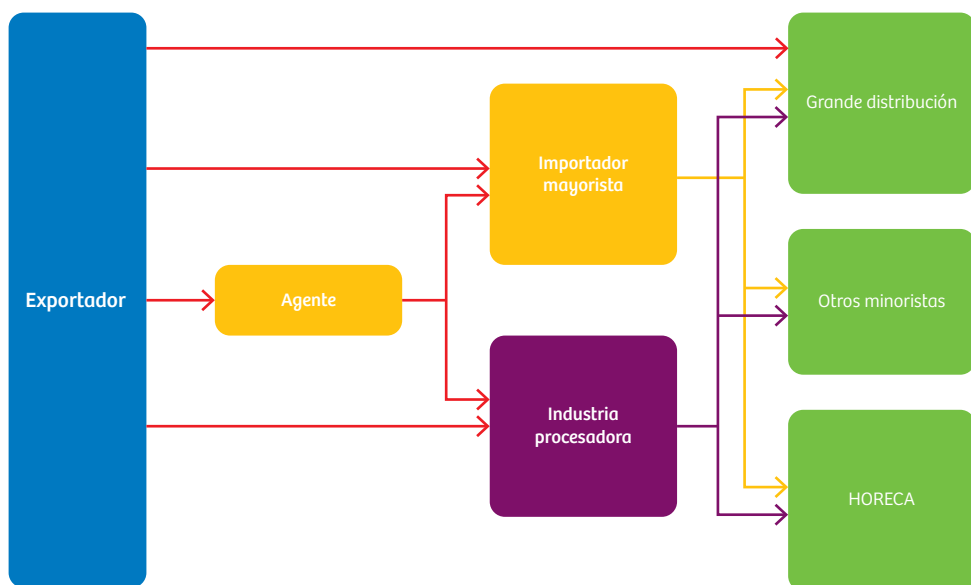 Exportador
Agente
Importador
mayorista
Industria
procesadora
Grande distribución
Otros minoristas
HORECA